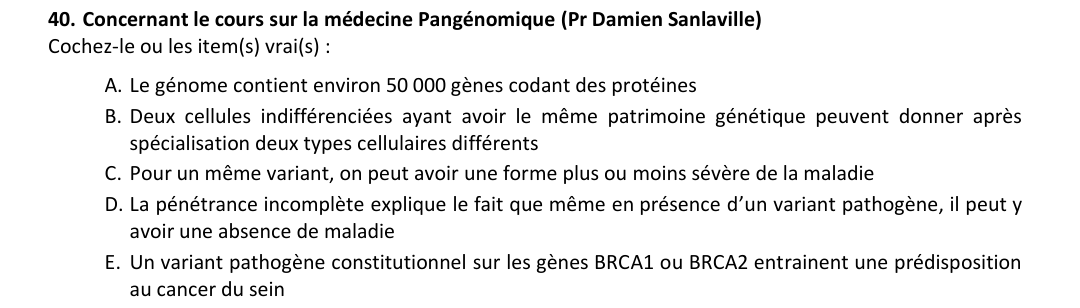 40. Concernant le cours sur la médecine Pangénomique (Pr Damien Sanlaville)
Cochez-le ou les item(s) vrai(s) :
A. Le génome contient environ 50 000 gènes codant des protéines
B. Deux cellules indifférenciées ayant avoir le même patrimoine génétique peuvent donner après
spécialisation deux types cellulaires différents
C. Pour un même variant, on peut avoir une forme plus ou moins sévère de la maladie
D. La pénétrance incomplète explique le fait que même en présence d’un variant pathogène, il peut y
avoir une absence de maladie
E. Un variant pathogène constitutionnel sur les gènes BRCA1 ou BRCA2 entrainent une prédisposition
au cancer du sein